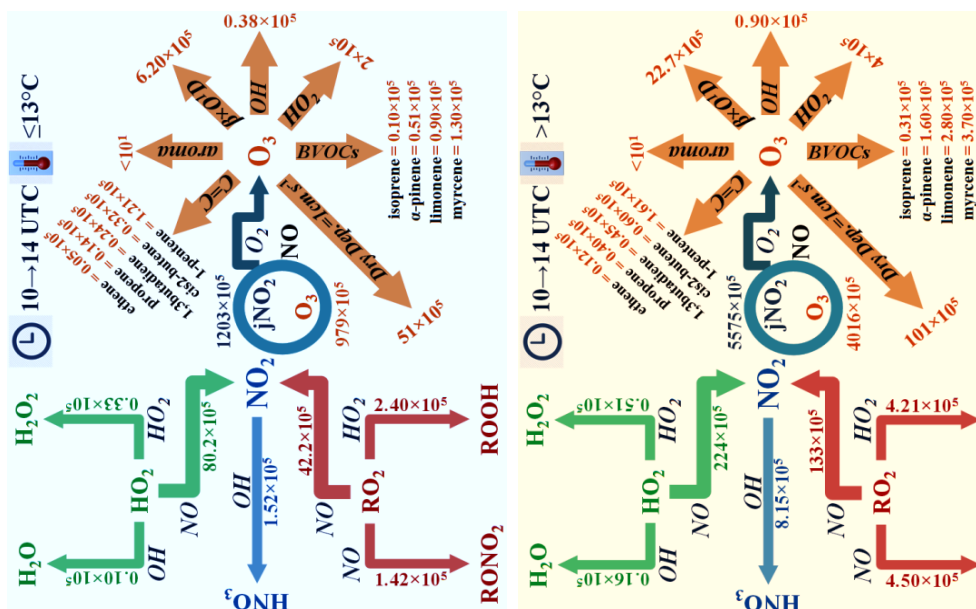 10→14 UTC ≤13°C
H₂O
H₂O₂
0.10×10⁵
0.33×10⁵
OH
HO₂
HO₂
NO
80.2×10⁵
HNO₃
1.52×10⁵
OH
NO₂
1203×10⁵
jNO₂
O₃
979×10⁵
NO
O₂
O₃
42.2×10⁵
NO
RO₂
NO
HO₂
1.42×10⁵
2.40×10⁵
RONO₂
ROOH
ethene = 0.05×10⁵
propene = 0.14×10⁵
1,3butadiene = 0.24×10⁵
cis2-butene = 0.32×10⁵
1-pentene = 1.21×10⁵
C=C
aroma
<10¹
β×O¹D
6.20×10⁵
OH
0.38×10⁵
HO₂
2×10⁵
BVOCs
isoprene = 0.10×10⁵
α-pinene = 0.51×10⁵
limonene = 0.90×10⁵
myrcene = 1.30×10⁵
Dry Dep.=1cm s⁻¹
51×10⁵
10→14 UTC >13°C
H₂O
H₂O₂
0.16×10⁵
0.51×10⁵
OH
HO₂
HO₂
NO
224×10⁵
HNO₃
8.15×10⁵
OH
NO₂
5575×10⁵
jNO₂
O₃
4016×10⁵
NO
O₂
O₃
133×10⁵
NO
RO₂
NO
HO₂
4.50×10⁵
4.21×10⁵
ethene = 0.12×10⁵
propene = 0.40×10⁵
1,3butadiene = 0.45×10⁵
cis2-butene = 0.60×10⁵
1-pentene = 1.61×10⁵
C=C
aroma
<10¹
β×O¹D
22.7×10⁵
OH
0.90×10⁵
HO₂
4×10⁵
BVOCs
isoprene = 0.31×10⁵
α-pinene = 1.60×10⁵
limonene = 2.80×10⁵
myrcene = 3.70×10⁵
Dry Dep.=1cm s⁻¹
101×10⁵